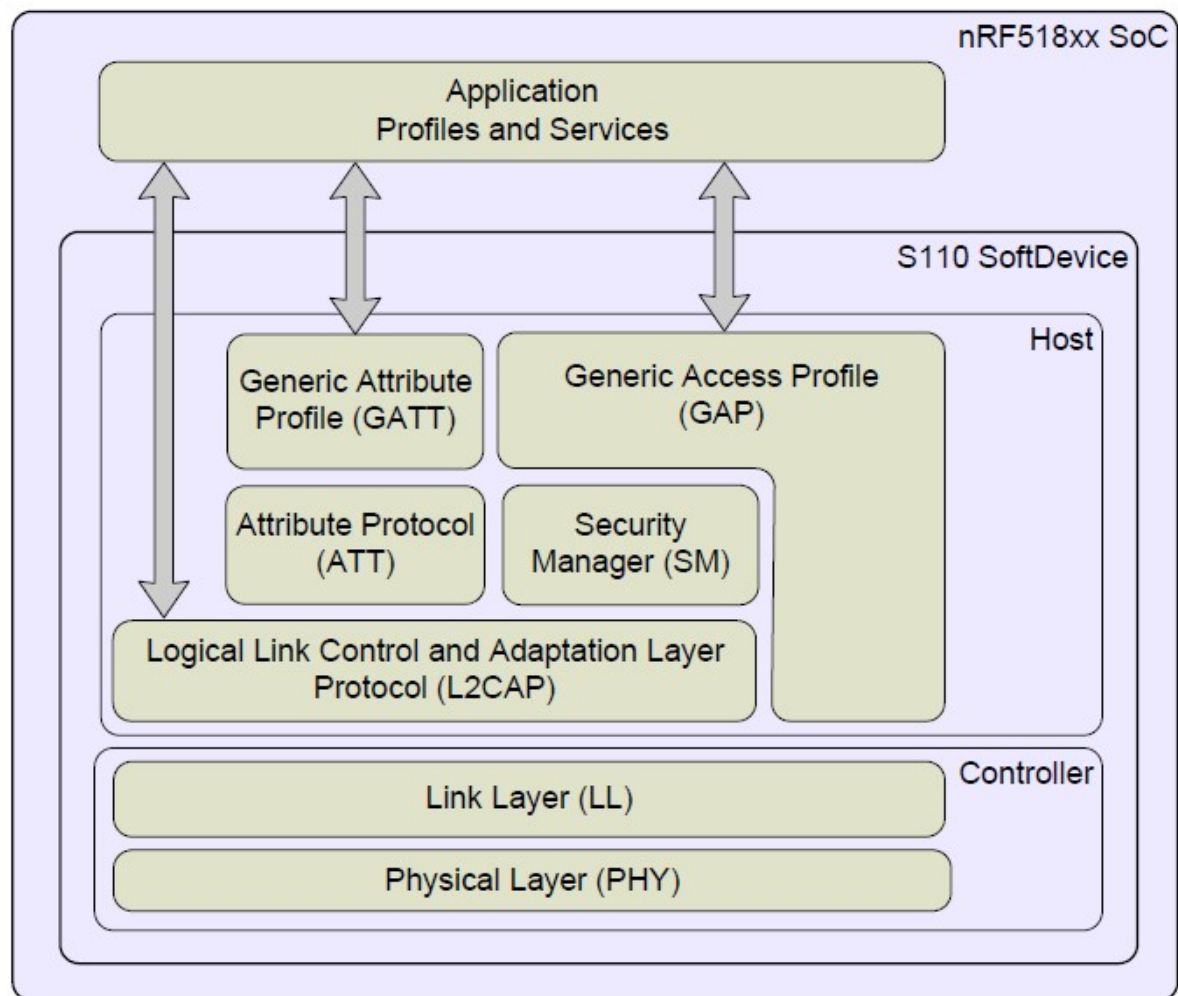 nRF518xx SoC
Application
Profiles and Services
S110 SoftDevice
Host
Generic Attribute
Profile (GATT)
Generic Access Profile
(GAP)
Attribute Protocol
(ATT)
Security
Manager (SM)
Logical Link Control and Adaptation Layer
Protocol (L2CAP)
Controller
Link Layer (LL)
Physical Layer (PHY)